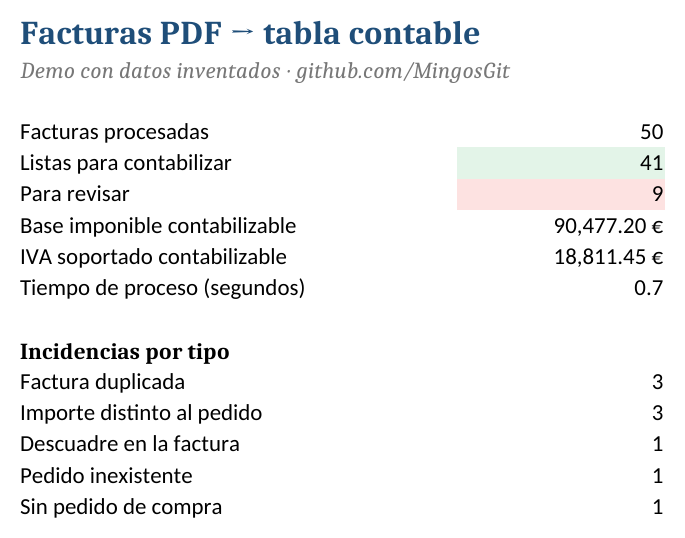 Facturas PDF → tabla contable
Demo con datos inventados · github.com/MingosGit
Facturas procesadas 50
Listas para contabilizar 41
Para revisar 9
Base imponible contabilizable 90,477.20 €
IVA soportado contabilizable 18,811.45 €
Tiempo de proceso (segundos) 0.7
Incidencias por tipo
Factura duplicada 3
Importe distinto al pedido 3
Descuadre en la factura 1
Pedido inexistente 1
Sin pedido de compra 1